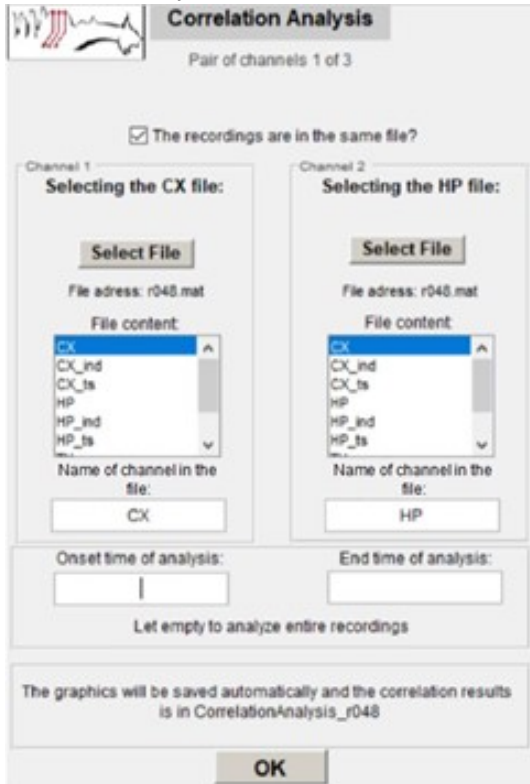 Correlation Analysis
Pair of channels 1 of 3
The recordings are in the same file?
Channel 1
Selecting the CX file:
Select File
File adress: r048.mat
File content:
CX
CX_ind
CX_ts
HP
HP_ind
HP_ts
Name of channel in the
file:
CX
Channel 2
Selecting the HP file:
Select File
File adress: r048.mat
File content:
CX
CX_ind
CX_ts
HP
HP_ind
HP_ts
Name of channel in the
file:
HP
Onset time of analysis:
End time of analysis:
Let empty to analyze entire recordings
The graphics will be saved automatically and the correlation results
is in CorrelationAnalysis_r048
OK